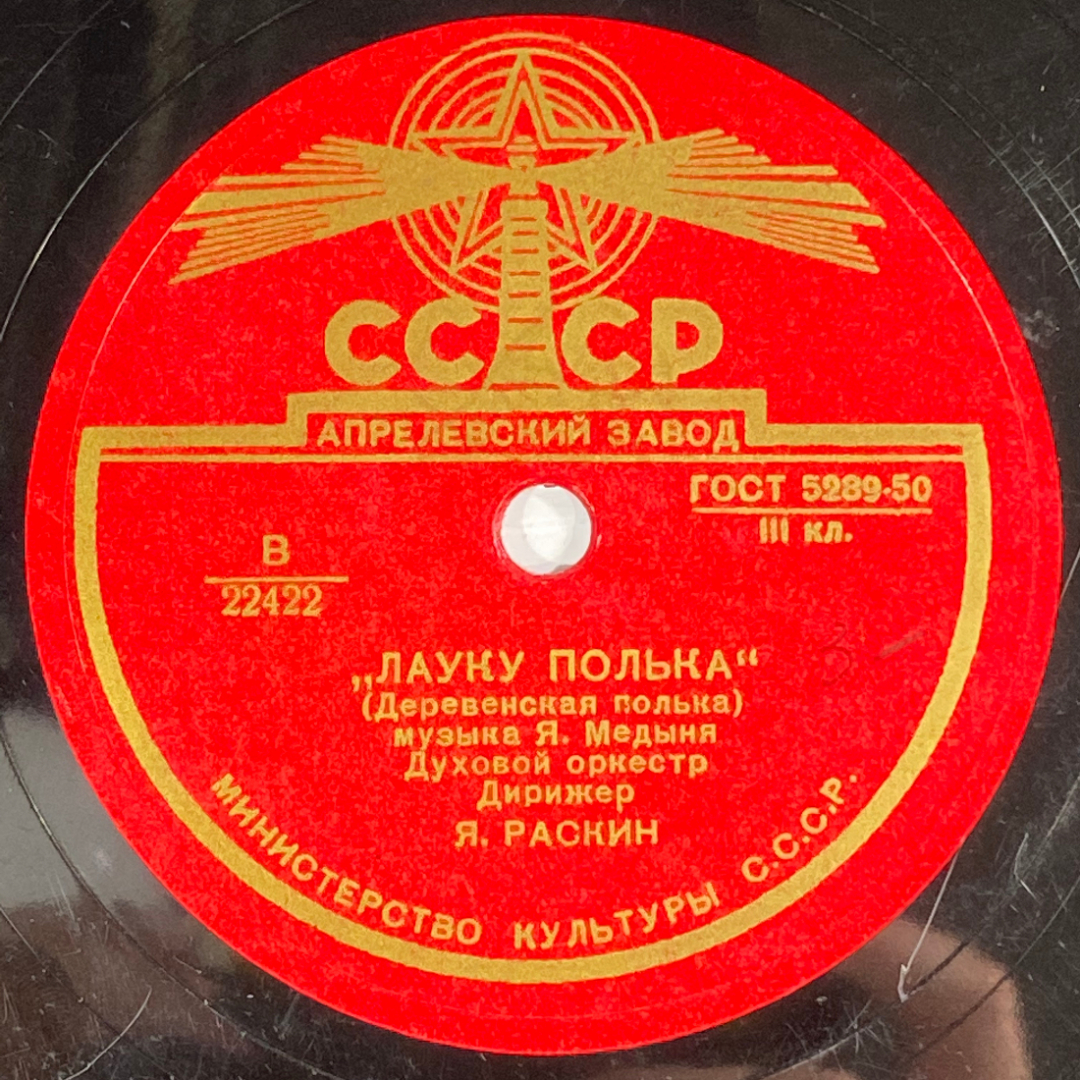 СССР
АПРЕЛЕВСКИЙ ЗАВОД
ГОСТ 5289-50
III кл.
В
22422
„ЛАУКУ ПОЛЬКА“
(Деревенская полька)
музыка Я. Медыня
Духовой оркестр
Дирижер
Я. РАСКИН
МИНИСТЕРСТВО КУЛЬТУРЫ С.С.С.Р.